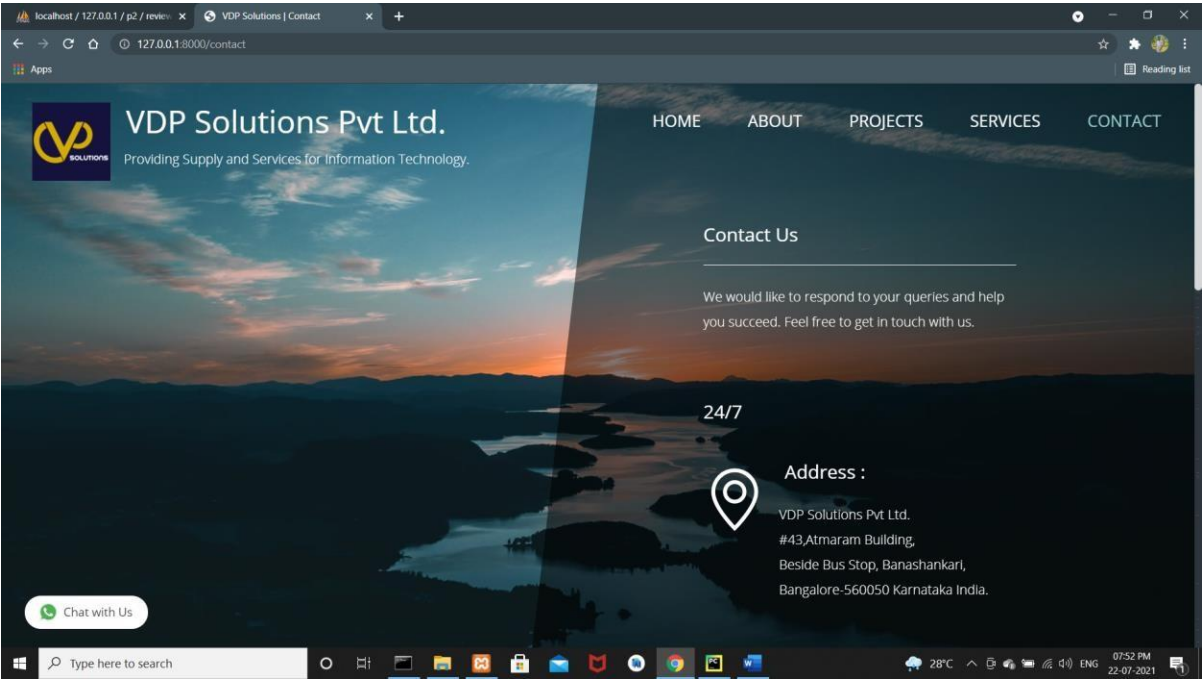 localhost / 127.0.0.1 / p2 / review
VDP Solutions | Contact
127.0.0.1:8000/contact
Apps
Reading list
VDP SOLUTIONS
VDP Solutions Pvt Ltd.
Providing Supply and Services for Information Technology.
HOME ABOUT PROJECTS SERVICES CONTACT
Contact Us
We would like to respond to your queries and help
you succeed. Feel free to get in touch with us.
24/7
Address :
VDP Solutions Pvt Ltd.
#43,Atmaram Building,
Beside Bus Stop, Banashankari,
Bangalore-560050 Karnataka India.
Chat with Us
Type here to search
28°C
ENG
07:52 PM
22-07-2021